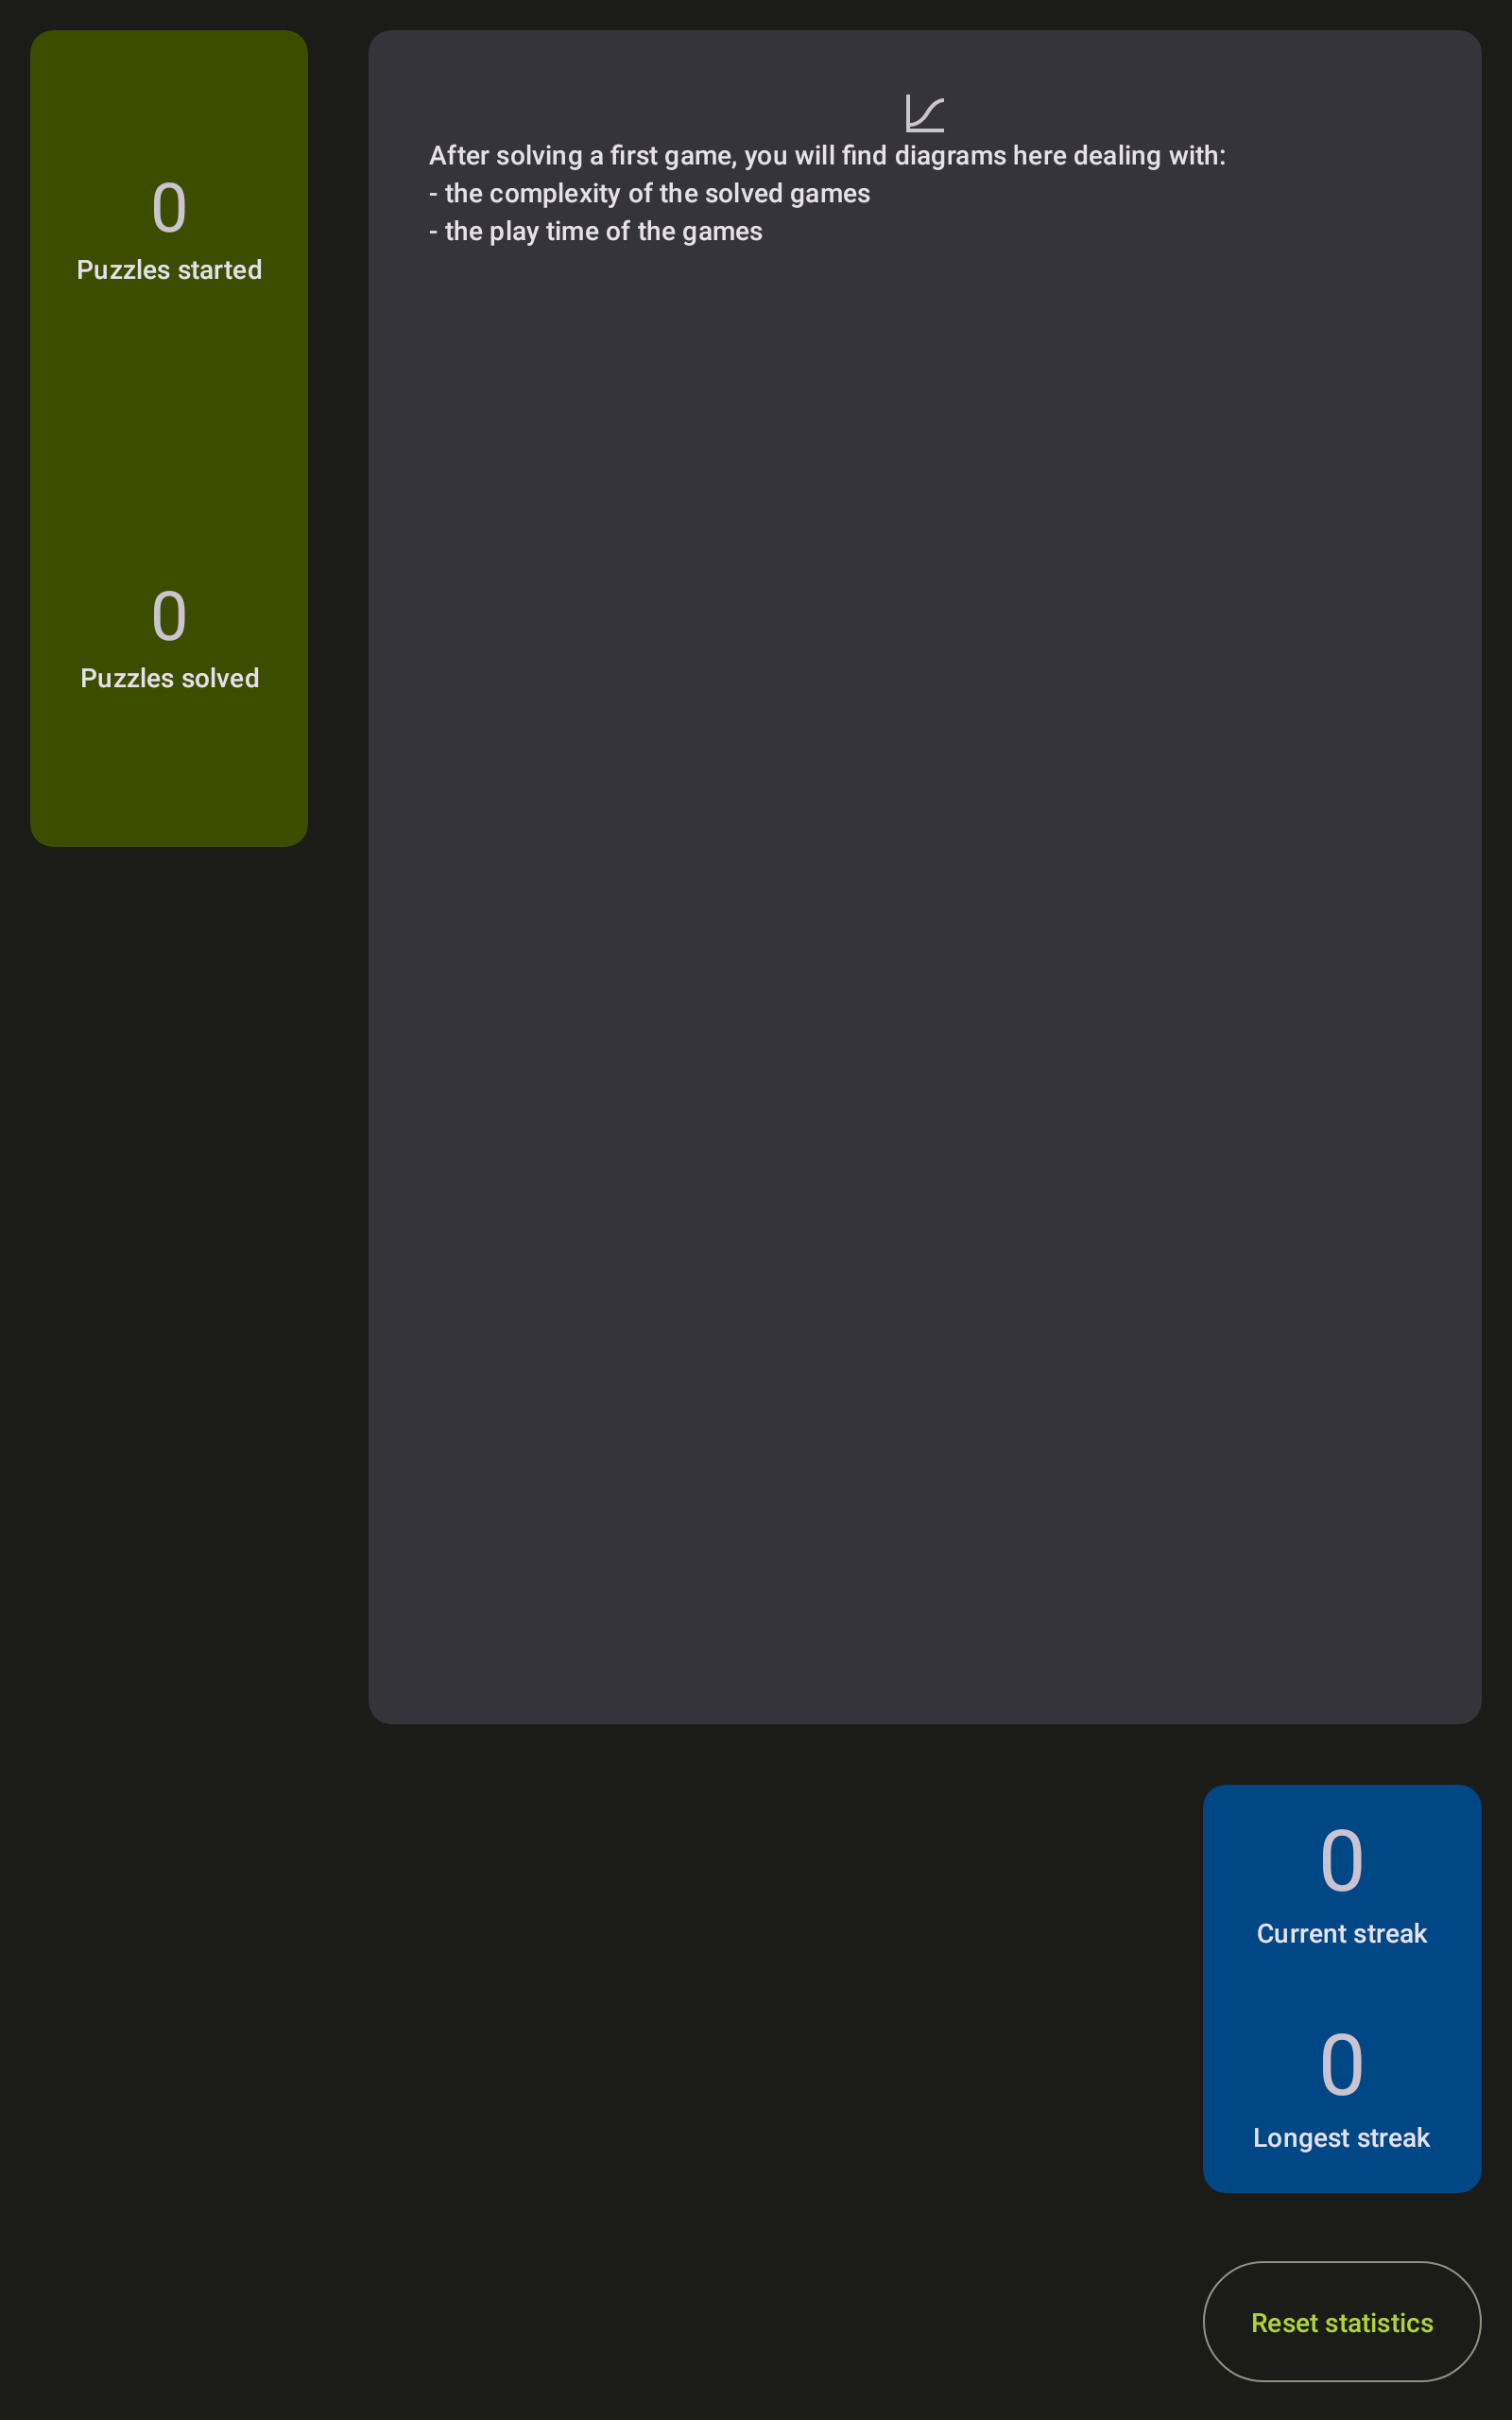 0
Puzzles started
0
Puzzles solved
After solving a first game, you will find diagrams here dealing with:
- the complexity of the solved games
- the play time of the games
0
Current streak
0
Longest streak
Reset statistics